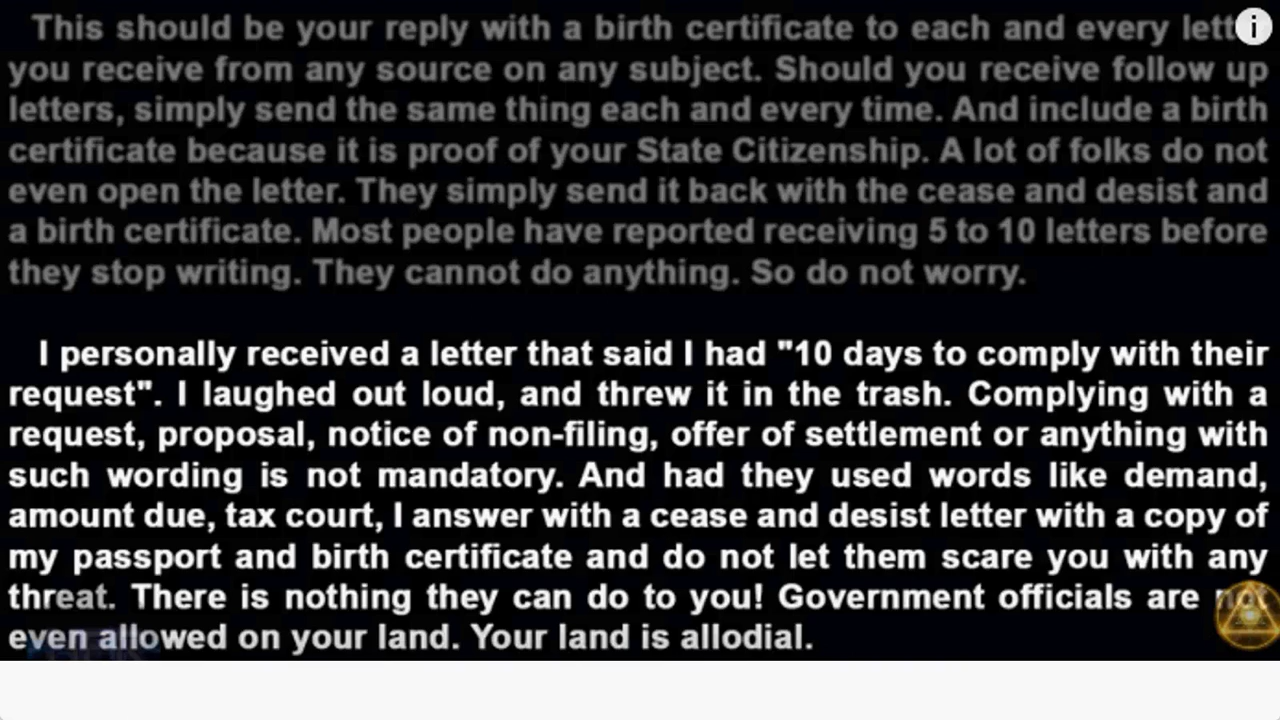 This should be your reply with a birth certificate to each and every lett
you receive from any source on any subject. Should you receive follow up
letters, simply send the same thing each and every time. And include a birth
certificate because it is proof of your State Citizenship. A lot of folks do not
even open the letter. They simply send it back with the cease and desist and
a birth certificate. Most people have reported receiving 5 to 10 letters before
they stop writing. They cannot do anything. So do not worry.
I personally received a letter that said I had "10 days to comply with their
request". I laughed out loud, and threw it in the trash. Complying with a
request, proposal, notice of non-filing, offer of settlement or anything with
such wording is not mandatory. And had they used words like demand,
amount due, tax court, I answer with a cease and desist letter with a copy of
my passport and birth certificate and do not let them scare you with any
threat. There is nothing they can do to you! Government officials are not
even allowed on your land. Your land is allodial.